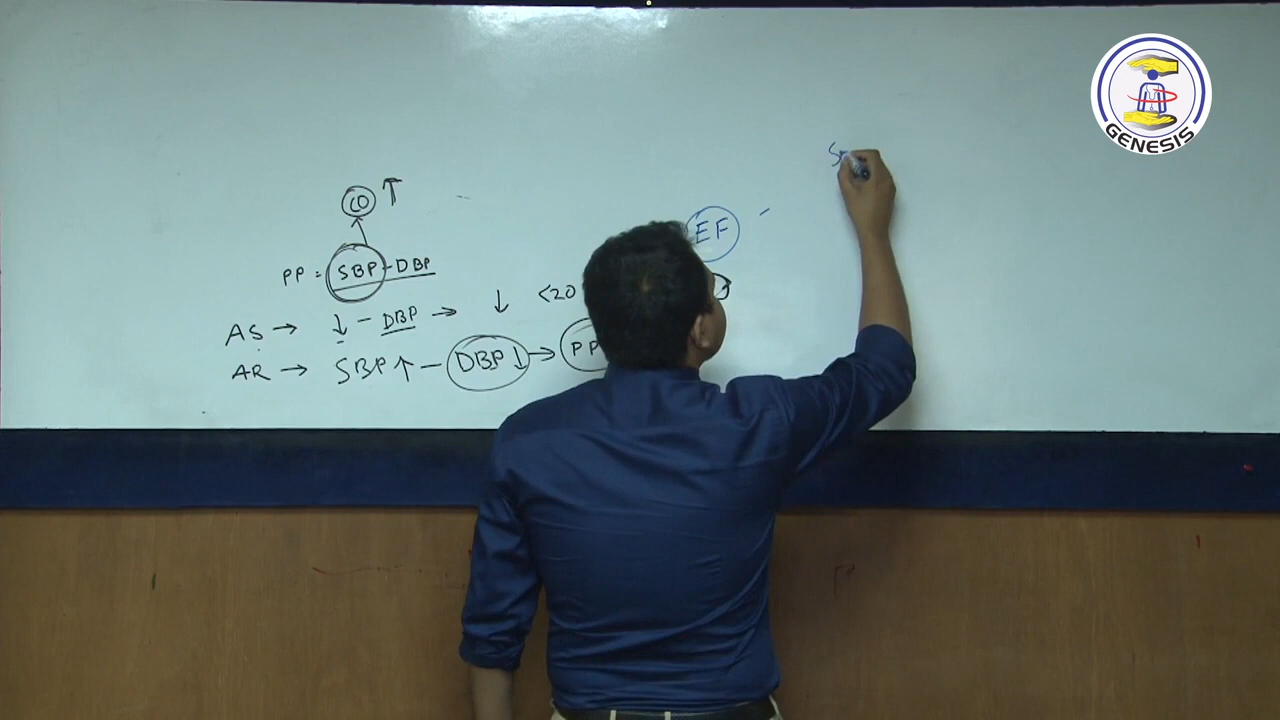 GENESIS
CO ↑
EF
PP = SBP - DBP
AS → ↓ - DBP → ↓ <20
AR → SBP ↑ - DBP ↓ → PP